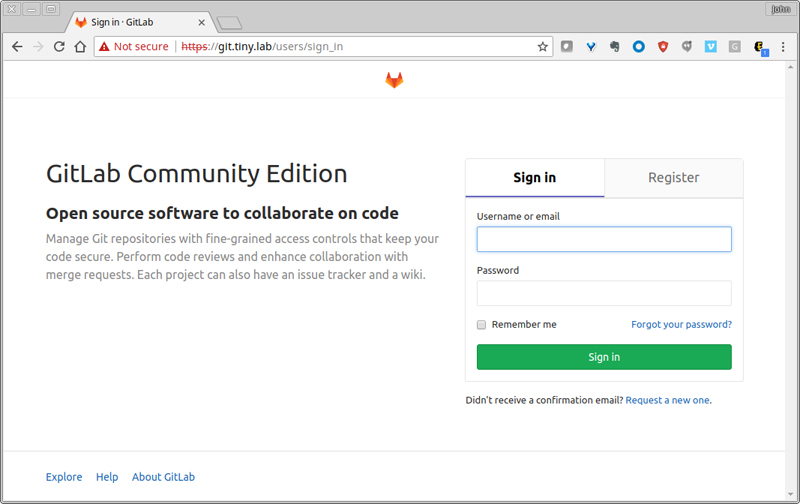 John
Sign in · GitLab
Not secure https://git.tiny.lab/users/sign_in
GitLab Community Edition
Open source software to collaborate on code
Manage Git repositories with fine-grained access controls that keep your
code secure. Perform code reviews and enhance collaboration with
merge requests. Each project can also have an issue tracker and a wiki.
Sign in
Register
Username or email
Password
Remember me
Forgot your password?
Sign in
Didn't receive a confirmation email? Request a new one.
Explore
Help
About GitLab